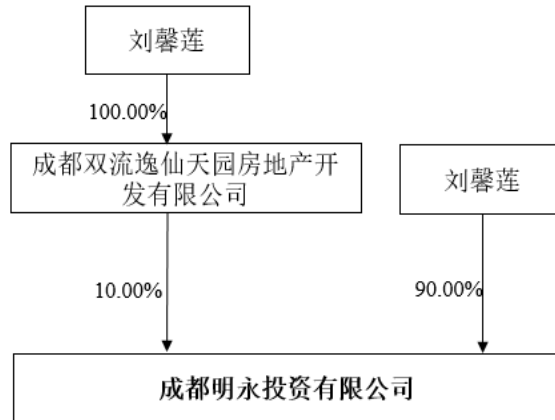 刘馨莲
100.00%
成都双流逸仙天园房地产开
发有限公司
刘馨莲
10.00%
90.00%
成都明永投资有限公司